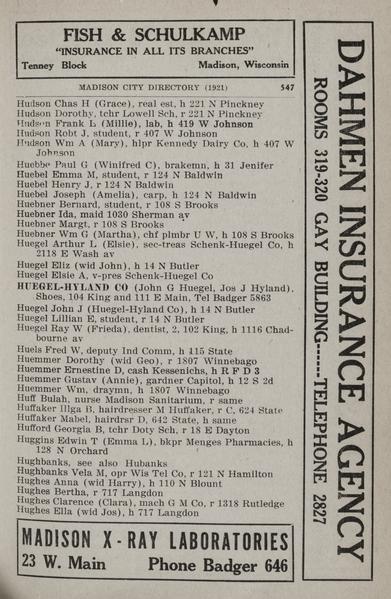 FISH & SCHULKAMP
"INSURANCE IN ALL ITS BRANCHES"
Tenney Block Madison, Wisconsin
MADISON CITY DIRECTORY (1921) 547
Hudson Chas H (Grace), real est, h 221 N Pinckney
Hudson Dorothy, tchr Lowell Sch, r 221 N Pinckney
Hudson Frank L (Millie), lab, h 419 W Johnson
Hudson Robt J, student, r 407 W Johnson
Hudson Wm A (Mary), hlpr Kennedy Dairy Co, h 407 W
Johnson
Huebbe Paul G (Winifred C), brakemn, h 31 Jenifer
Huebel Emma M, student, r 124 N Baldwin
Huebel Henry J, r 124 N Baldwin
Huebel Joseph (Amelia), carp, h 124 N Baldwin
Huebner Bernard, student, r 108 S Brooks
Huebner Ida, maid 1030 Sherman av
Huebner Margt, r 108 S Brooks
Huebner Wm G (Martha), chf plmbr U W, h 108 S Brooks
Huegel Arthur L (Elsie), sec-treas Schenk-Huegel Co, h
2118 E Wash av
Huegel Eliz (wid John), h 14 N Butler
Huegel Elsie A, v-pres Schenk-Huegel Co
HUEGEL-HYLAND CO (John G Huegel, Jos J Hyland),
Shoes, 104 King and 111 E Main, Tel Badger 5863
Huegel John J (Huegel-Hyland Co), h 14 N Butler
Huegel Lillian E, student, r 14 N Butler
Huegel Ray W (Frieda), dentist, 2, 102 King, h 1116 Chad-
bourne av
Huels Fred W, deputy Ind Comm, h 115 State
Huemmer Dorothy (wid Geo), r 1807 Winnebago
Huemmer Ernestine D, cash Kessenichs, h R F D 3
Huemmer Gustav (Annie), gardner Capitol, h 12 S 2d
Huemmer Wm, draymn, h 1807 Winnebago
Huff Bulah, nurse Madison Sanitarium, r same
Huffaker Illga B, hairdresser M Huffaker, r C, 624 State
Huffaker Mabel, hairdrsr D, 642 State, h same
Hufford Georgia B, tchr Doty Sch, r 18 E Dayton
Huggins Edwin T (Emma L), bkpr Menges Pharmacies, h
128 N Orchard
Hughbanks, see also Hubanks
Hughbanks Vela M, opr Wis Tel Co, r 121 N Hamilton
Hughes Anna (wid Harry), h 110 N Blount
Hughes Bertha, r 717 Langdon
Hughes Clarence (Clara), mach G M Co, r 1318 Rutledge
Hughes Ella (wid Jos), h 717 Langdon
MADISON X-RAY LABORATORIES
23 W. Main Phone Badger 646
DAHMEN INSURANCE AGENCY
ROOMS 319-320 GAY BUILDING------TELEPHONE 2827